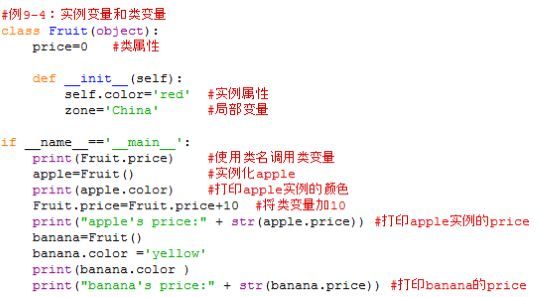 #例9-4：实例变量和类变量
class Fruit(object):
    price=0   #类属性
    def __init__(self):
        self.color='red'  #实例属性
        zone='China'      #局部变量
if __name__=='__main__':
    print(Fruit.price)    #使用类名调用类变量
    apple=Fruit()         #实例化apple
    print(apple.color)    #打印apple实例的颜色
    Fruit.price=Fruit.price+10  #将类变量加10
    print("apple's price:" + str(apple.price)) #打印apple实例的price
    banana=Fruit()
    banana.color ='yellow'
    print(banana.color )
    print("banana's price:" + str(banana.price)) #打印banana的price